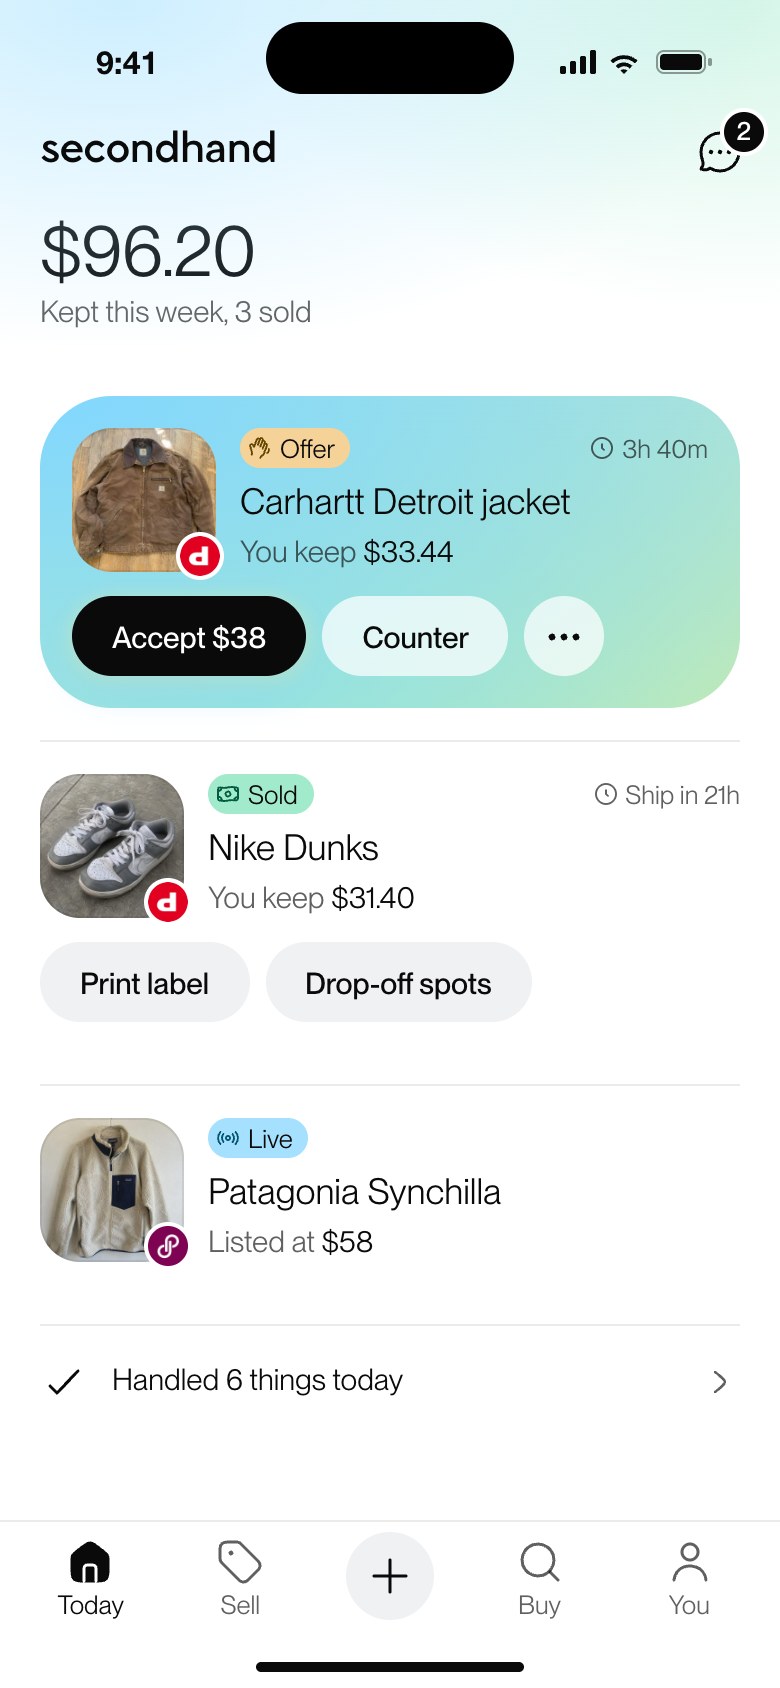 9:41
secondhand
2
$96.20
Kept this week, 3 sold
Offer
3h 40m
Carhartt Detroit jacket
You keep $33.44
Accept $38
Counter
Sold
Ship in 21h
Nike Dunks
You keep $31.40
Print label
Drop-off spots
Live
Patagonia Synchilla
Listed at $58
Handled 6 things today
Today
Sell
Buy
You